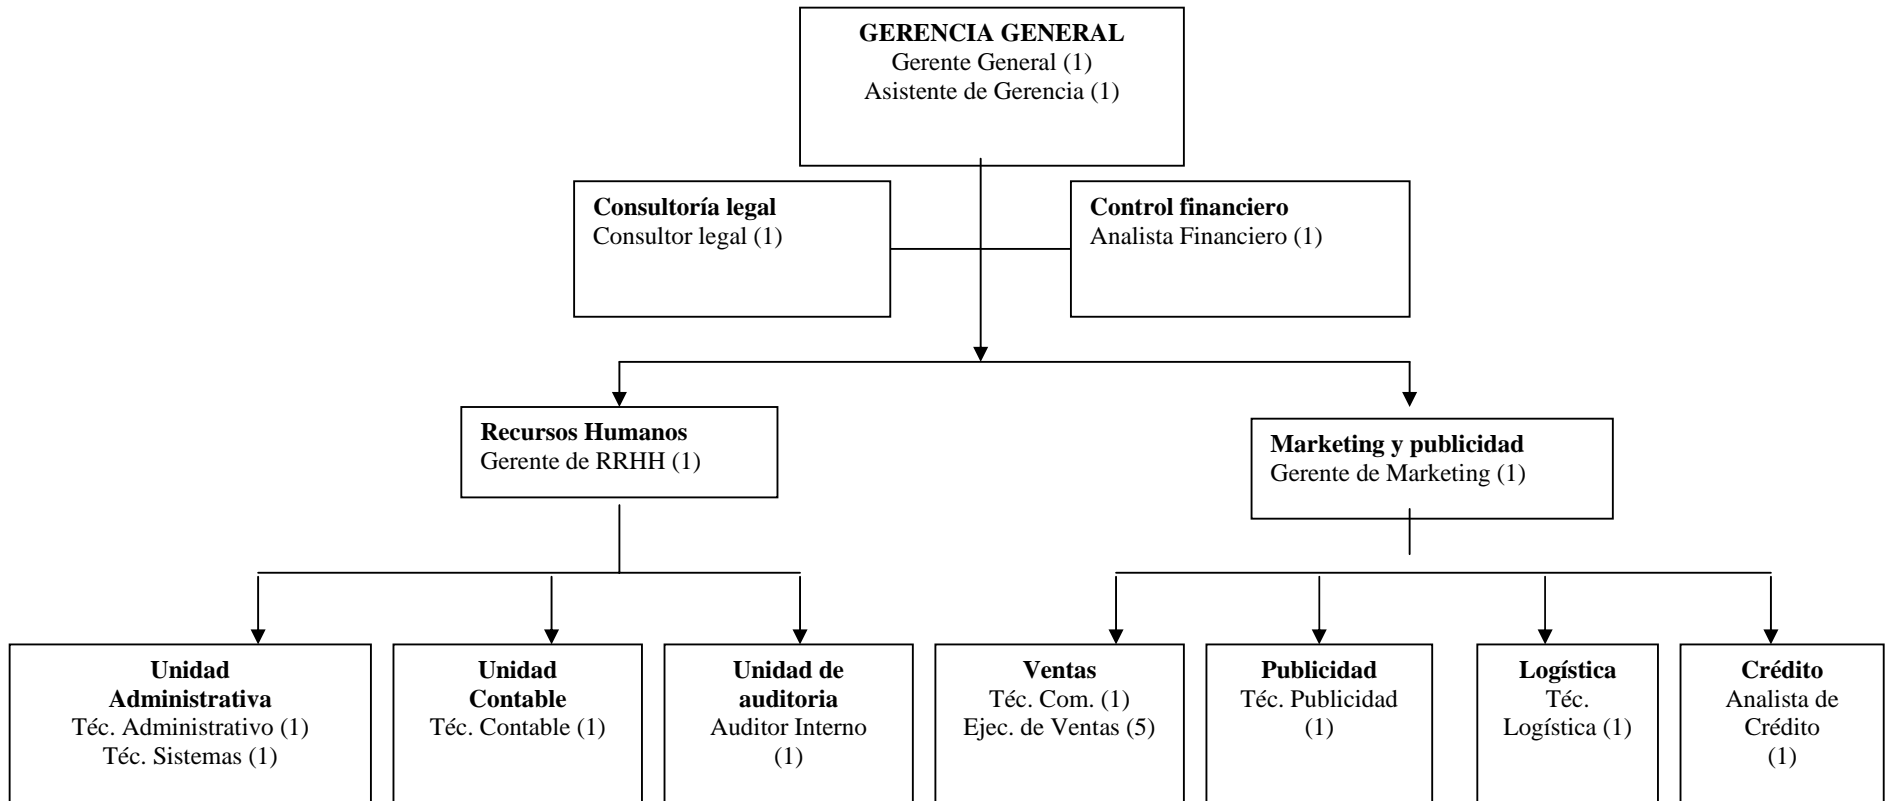 GERENCIA GENERAL
Gerente General (1)
Asistente de Gerencia (1)
Consultoría legal
Consultor legal (1)
Control financiero
Analista Financiero (1)
Recursos Humanos
Gerente de RRHH (1)
Marketing y publicidad
Gerente de Marketing (1)
Unidad
Administrativa
Téc. Administrativo (1)
Téc. Sistemas (1)
Unidad
Contable
Téc. Contable (1)
Unidad de
auditoria
Auditor Interno
(1)
Ventas
Téc. Com. (1)
Ejec. de Ventas (5)
Publicidad
Téc. Publicidad
(1)
Logística
Téc.
Logística (1)
Crédito
Analista de
Crédito
(1)